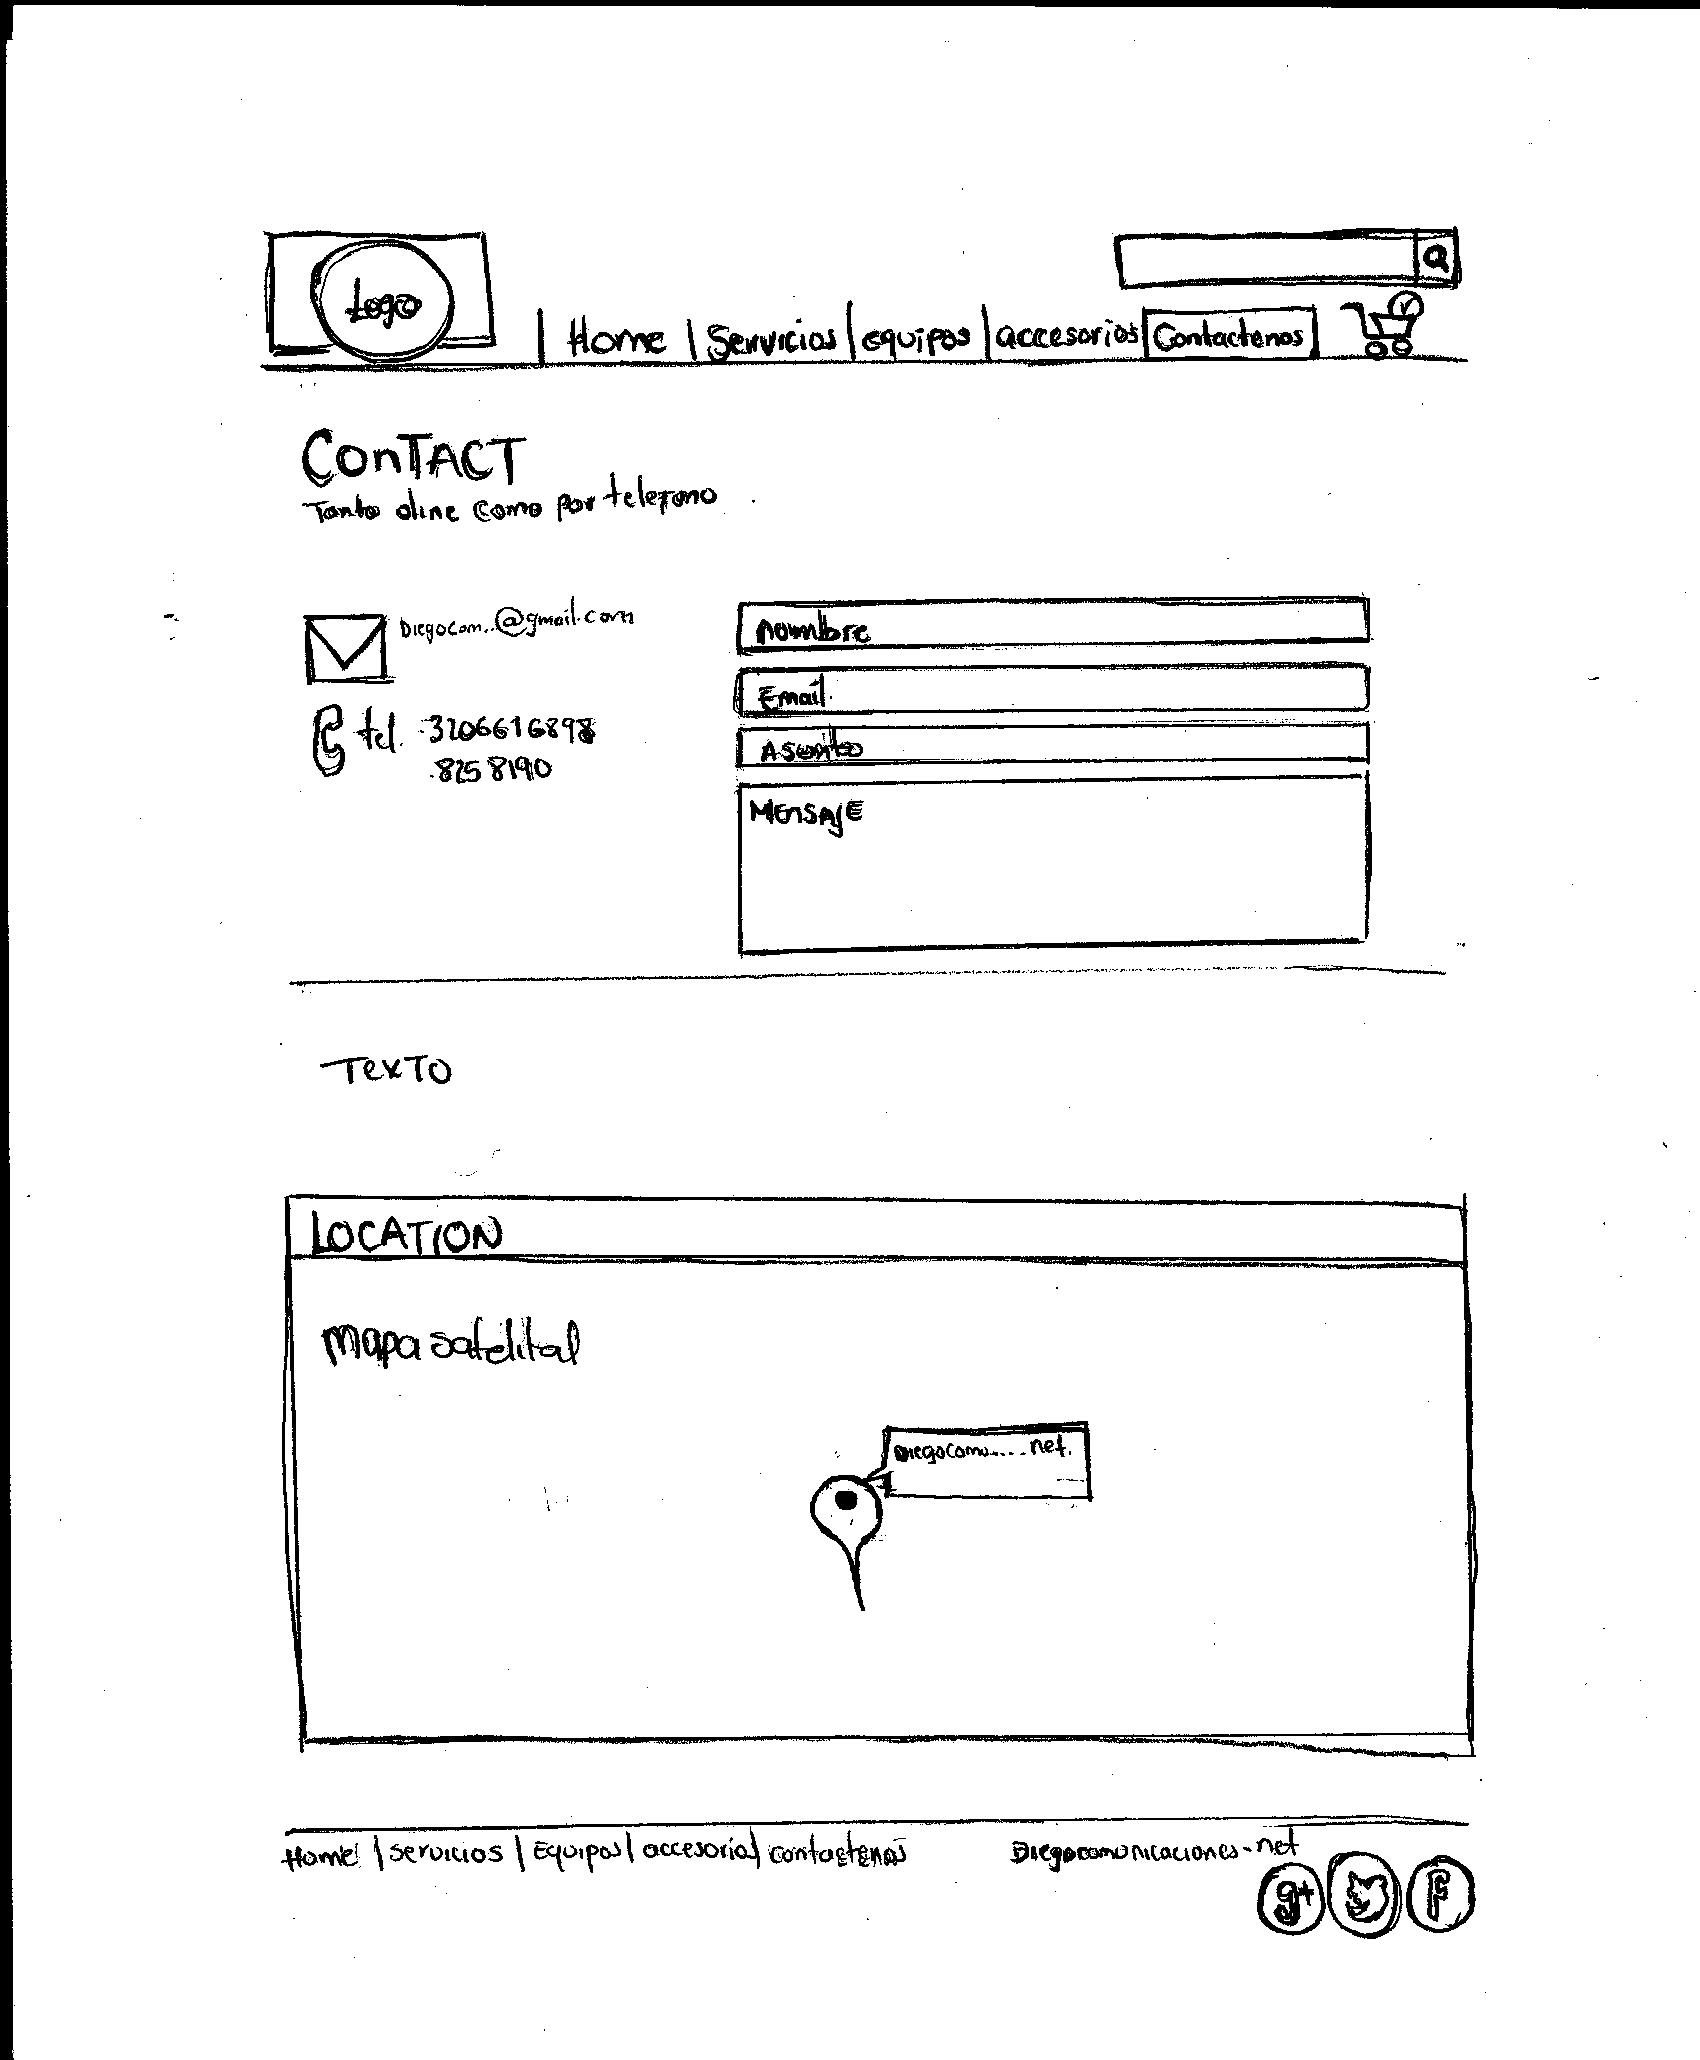 Logo
| Home | Servicios | equipos | accesorios | Contactenos
ConTACT
Tanto oline como por telefono
DiegoCom..@gmail.com
tel. 3206616898
8258190
nombre
Email
Asunto
MEnsAjE
TexTo
LOCATION
mapa satelital
DiegoComu.....net.
Home | servicios | Equipos | accesorios | contactenos
Diegocomunicaciones.net
g+ F